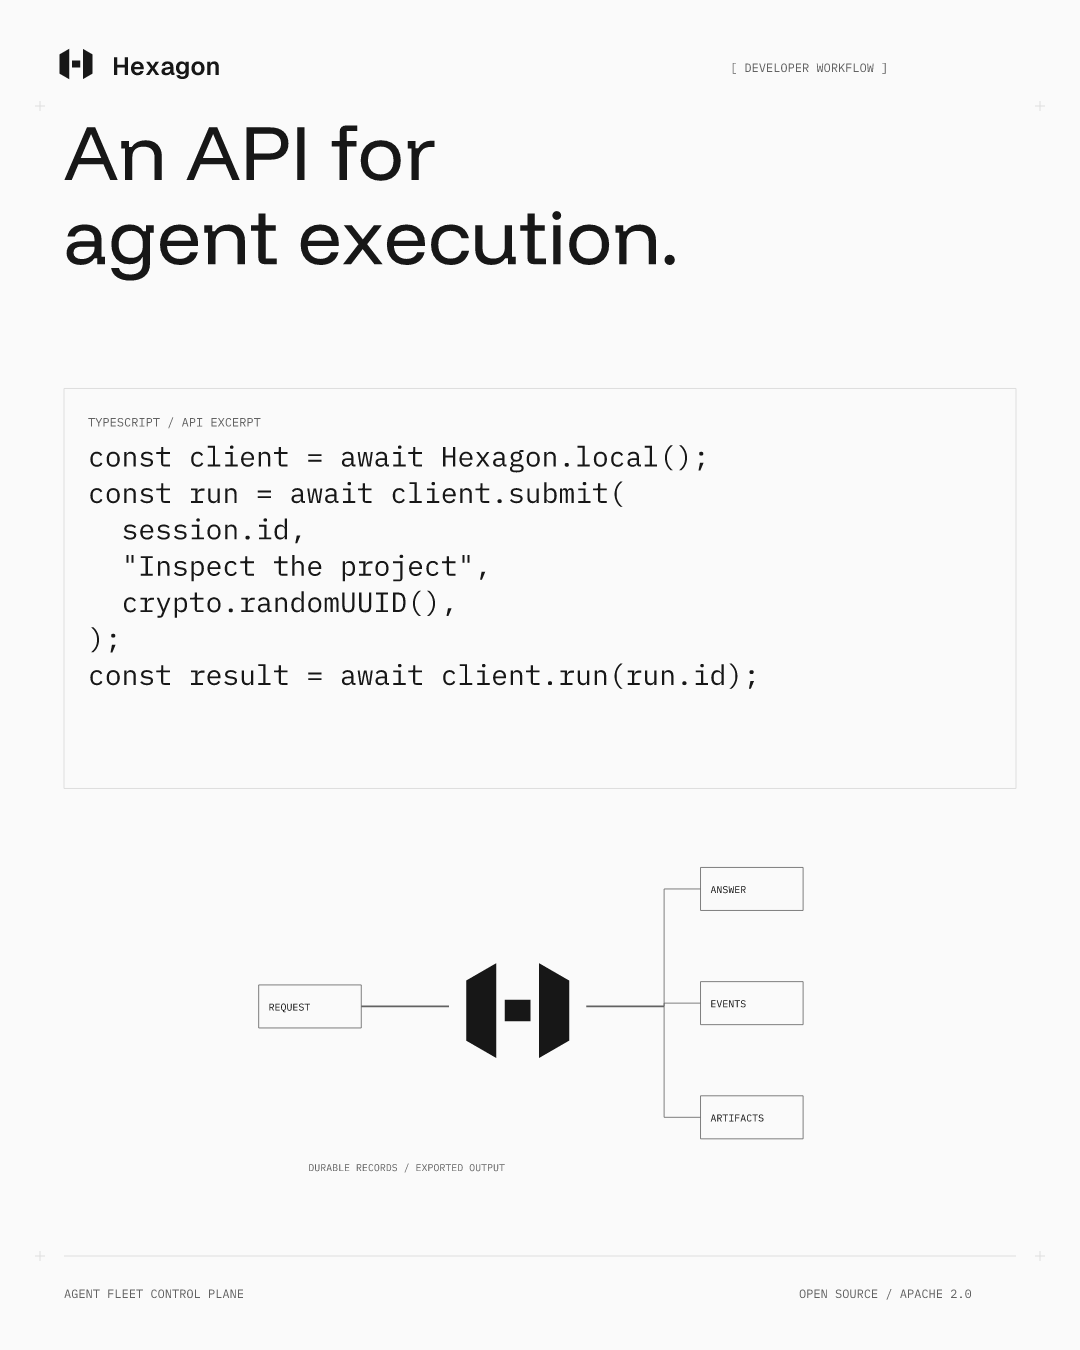 Hexagon
[ DEVELOPER WORKFLOW ]
An API for
agent execution.
TYPESCRIPT / API EXCERPT
const client = await Hexagon.local();
const run = await client.submit(
  session.id,
  "Inspect the project",
  crypto.randomUUID(),
);
const result = await client.run(run.id);
ANSWER
REQUEST
EVENTS
ARTIFACTS
DURABLE RECORDS / EXPORTED OUTPUT
AGENT FLEET CONTROL PLANE
OPEN SOURCE / APACHE 2.0